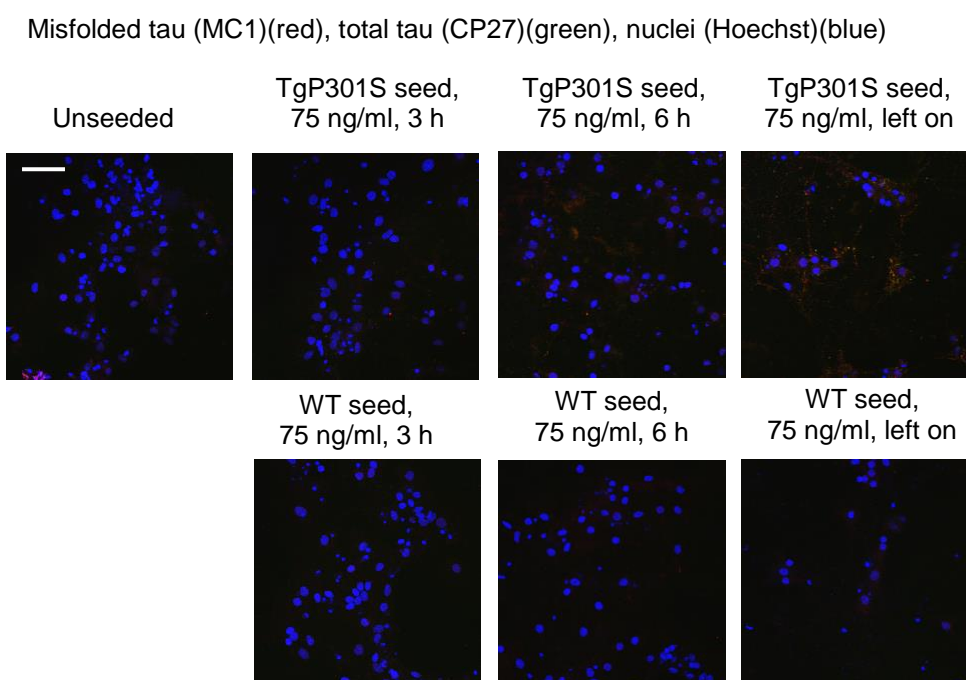 Misfolded tau (MC1)(red), total tau (CP27)(green), nuclei (Hoechst)(blue)
Unseeded
TgP301S seed,
75 ng/ml, 3 h
TgP301S seed,
75 ng/ml, 6 h
TgP301S seed,
75 ng/ml, left on
WT seed,
75 ng/ml, 3 h
WT seed,
75 ng/ml, 6 h
WT seed,
75 ng/ml, left on